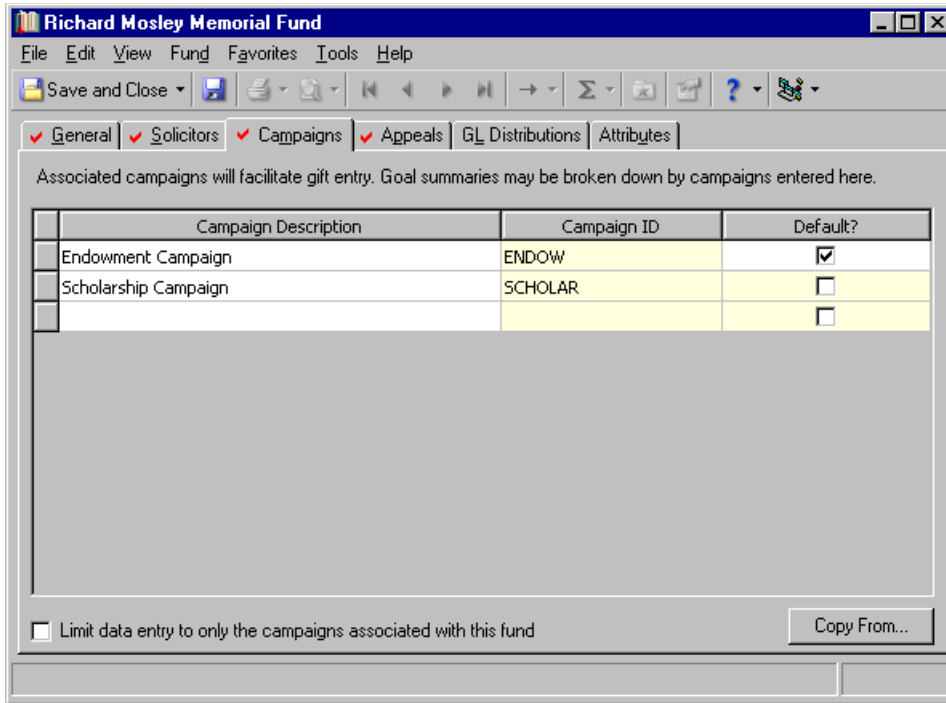 Richard Mosley Memorial Fund
File Edit View Fund Favorites Tools Help
Save and Close
General Solicitors Campaigns Appeals GL Distributions Attributes
Associated campaigns will facilitate gift entry. Goal summaries may be broken down by campaigns entered here.
Campaign Description Campaign ID Default?
Endowment Campaign ENDOW
Scholarship Campaign SCHOLAR
Limit data entry to only the campaigns associated with this fund Copy From...